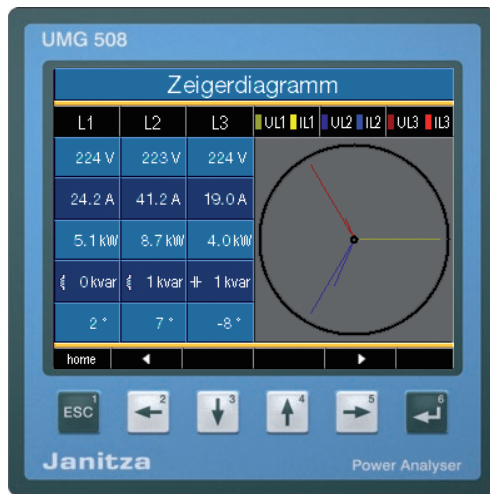 UMG 508
Zeigerdiagramm
L1 L2 L3 UL1 IL1 UL2 IL2 UL3 IL3
224 V 223 V 224 V
24.2 A 41.2 A 19.0 A
5.1 kW 8.7 kW 4.0 kW
0 kvar 1 kvar 1 kvar
2 ° 7 ° -8 °
home
ESC 1 2 3 4 5 6
Janitza Power Analyser